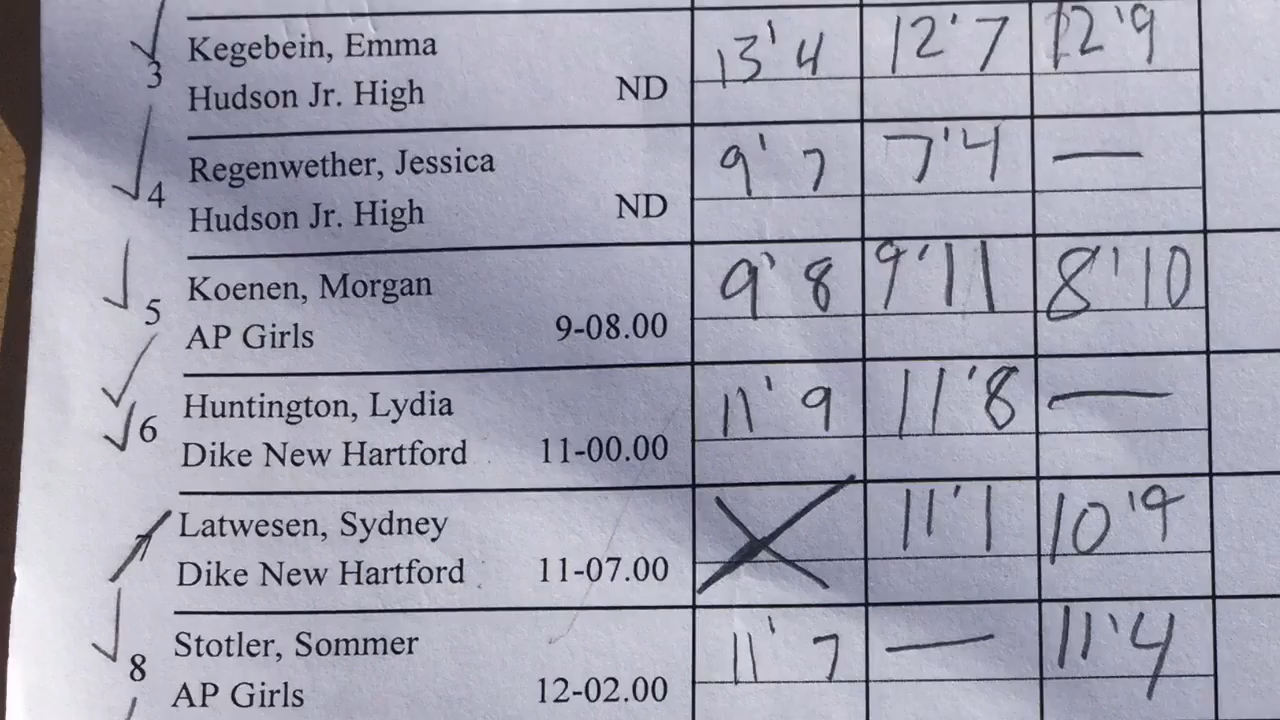 Kegebein, Emma 13'4 12'7 12'9
3
Hudson Jr. High ND
Regenwether, Jessica 9'7 7'4 —
4
Hudson Jr. High ND
Koenen, Morgan 9'8 9'11 8'10
5
AP Girls 9-08.00
Huntington, Lydia 11'9 11'8 —
6
Dike New Hartford 11-00.00
Latwesen, Sydney X 11'1 10'9
7
Dike New Hartford 11-07.00
Stotler, Sommer 11'7 — 11'4
8
AP Girls 12-02.00